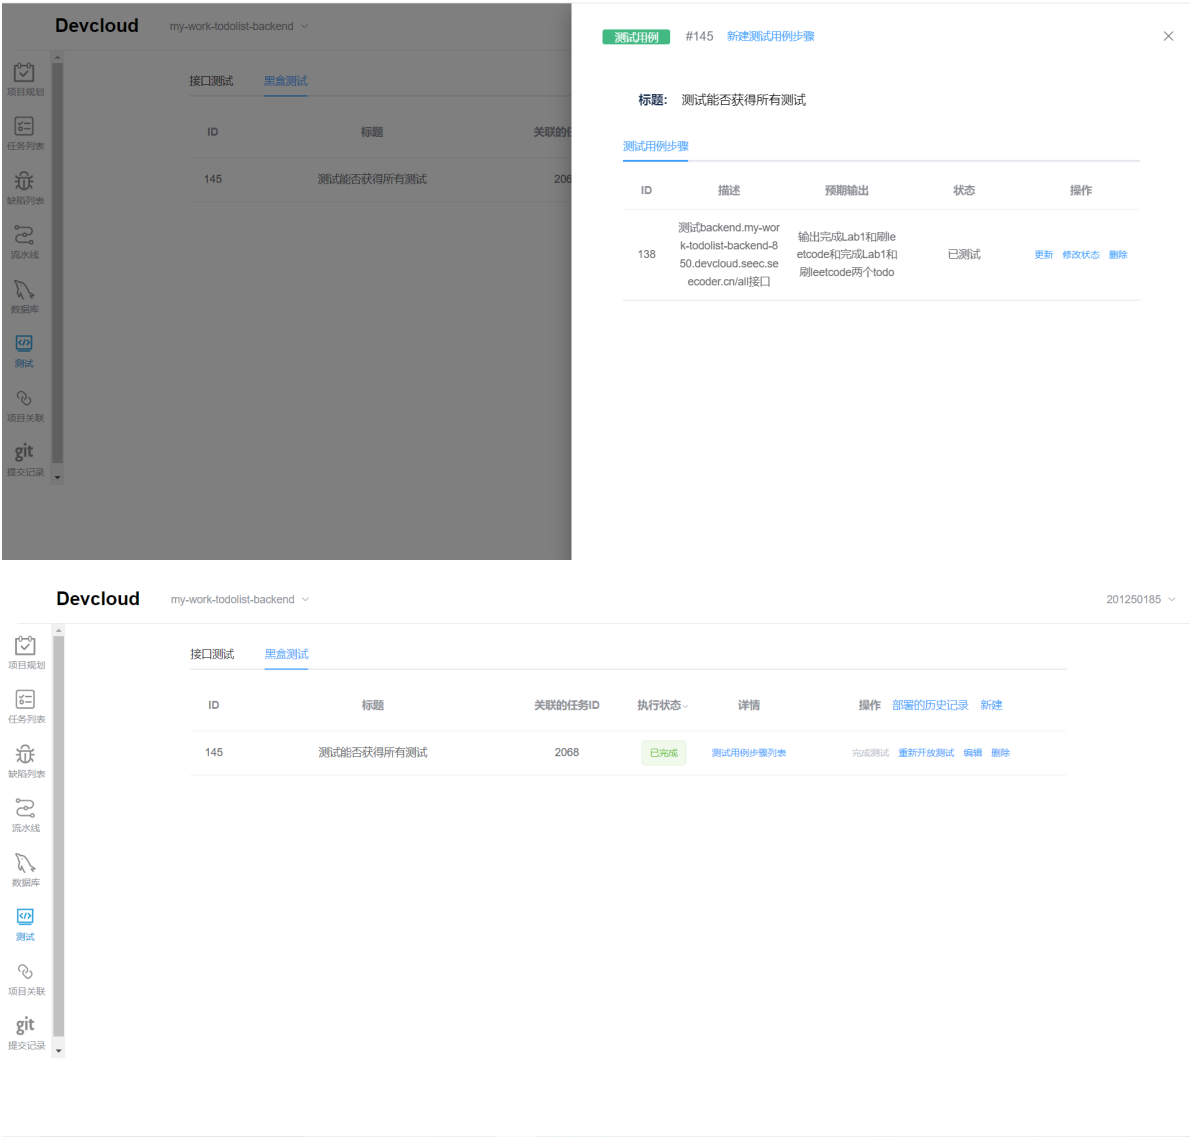 Devcloud
my-work-todolist-backend
项目规划
任务列表
缺陷列表
流水线
数据库
测试
项目关联
git
提交记录
接口测试 黑盒测试
ID 标题 关联的任
145 测试能否获得所有测试 206
测试用例 #145 新建测试用例步骤
标题: 测试能否获得所有测试
测试用例步骤
ID 描述 预期输出 状态 操作
138
测试backend.my-wor
k-todolist-backend-8
50.devcloud.seec.se
ecoder.cn/all接口
输出完成Lab1和刷le
etcode和完成Lab1和
刷leetcode两个todo
已测试
更新 修改状态 删除
Devcloud
my-work-todolist-backend
201250185
项目规划
任务列表
缺陷列表
流水线
数据库
测试
项目关联
git
提交记录
接口测试 黑盒测试
ID 标题 关联的任务ID 执行状态 详情 操作 部署的历史记录 新建
145 测试能否获得所有测试 2068 已完成 测试用例步骤列表 完成测试 重新开放测试 编辑 删除